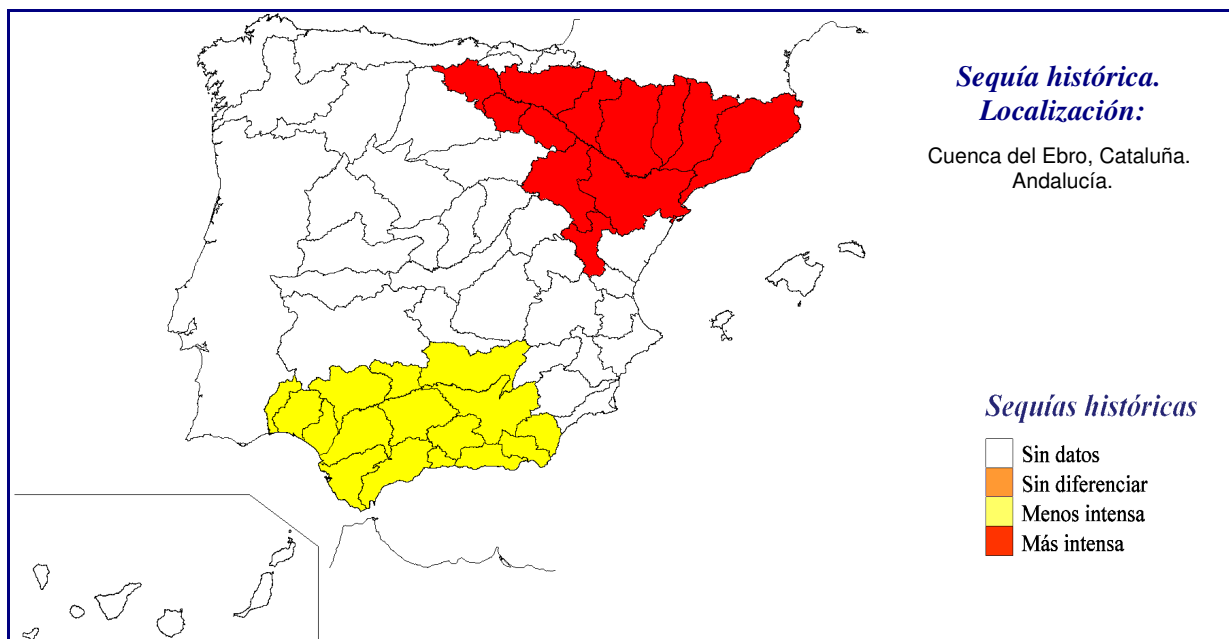 Sequía histórica.
Localización:
Cuenca del Ebro, Cataluña.
Andalucía.
Sequías históricas
Sin datos
Sin diferenciar
Menos intensa
Más intensa